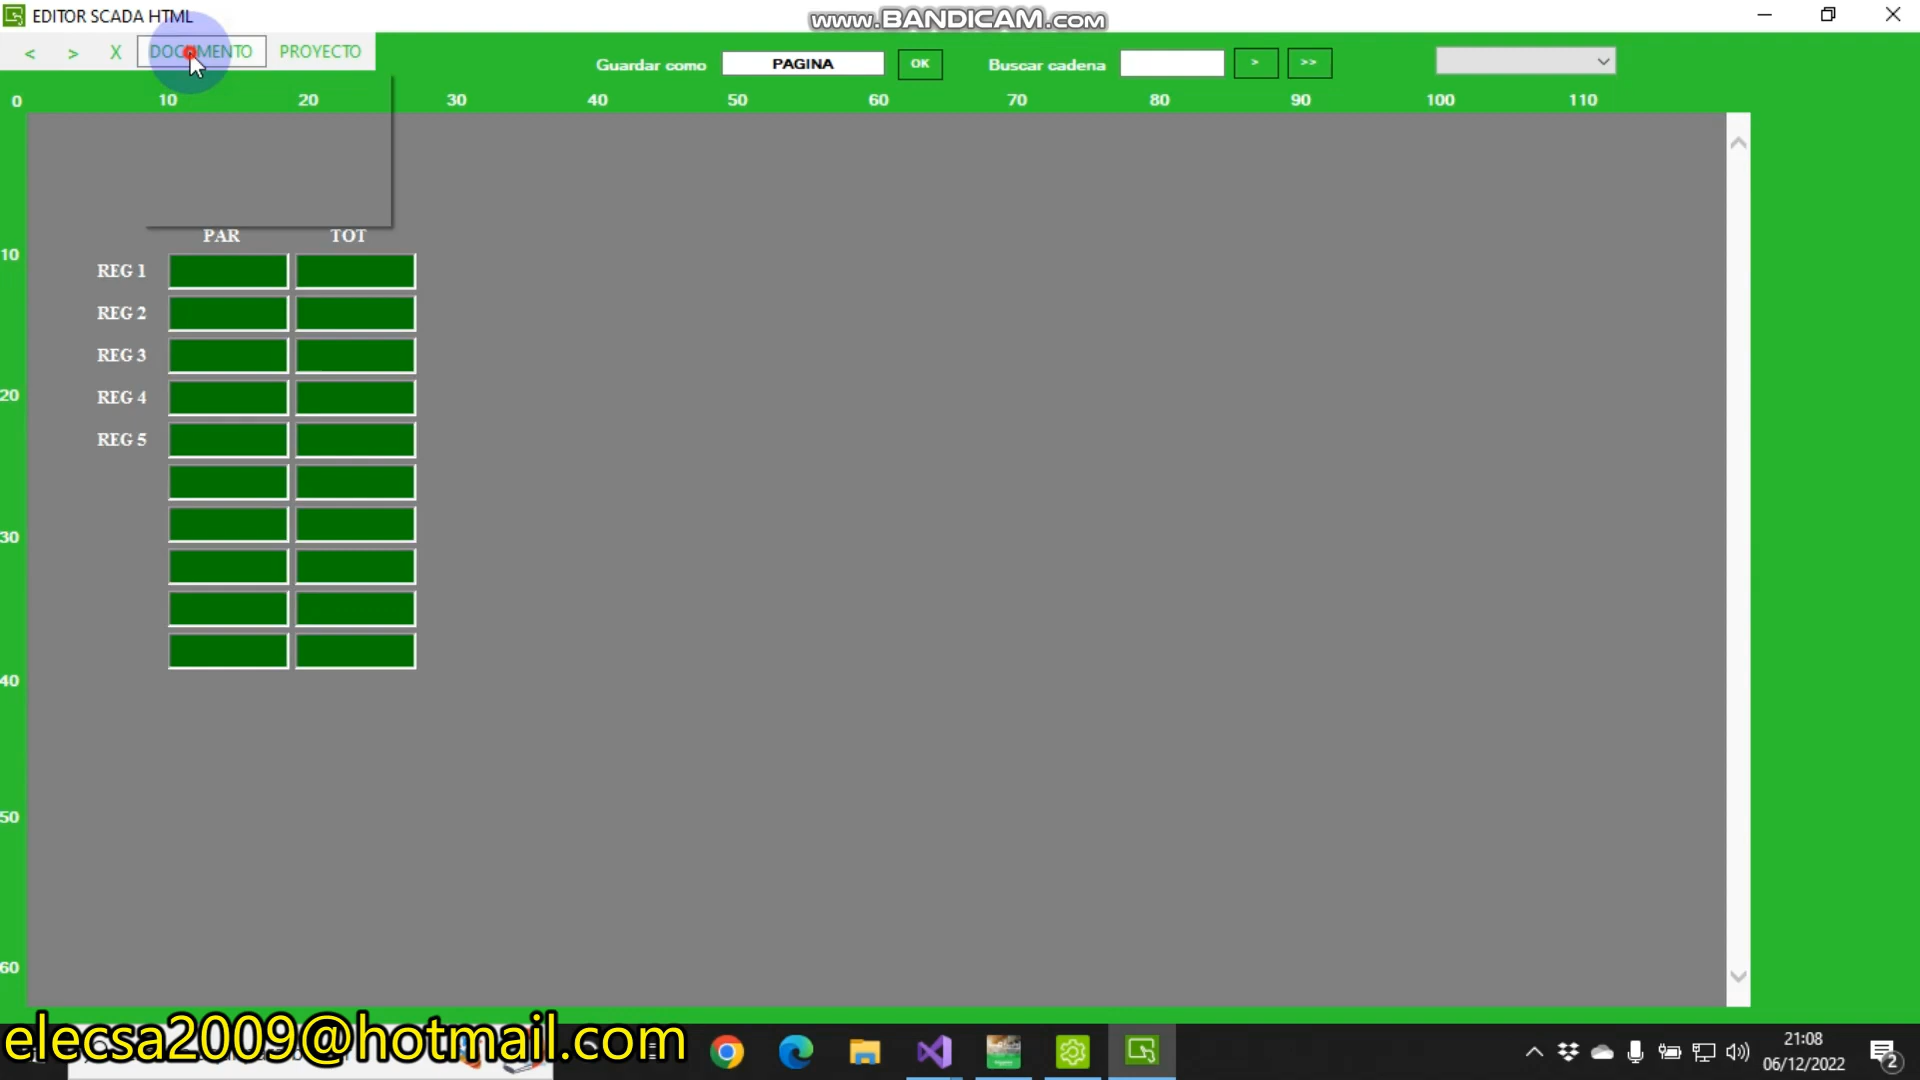 EDITOR SCADA HTML
www.BANDICAM.com
< > X DOCUMENTO PROYECTO
Guardar como PAGINA OK Buscar cadena > >>
0 10 20 30 40 50 60 70 80 90 100 110
PAR TOT
10
REG 1
REG 2
REG 3
20
REG 4
REG 5
30
40
50
60
elecsa2009@hotmail.com
21:08
06/12/2022
2